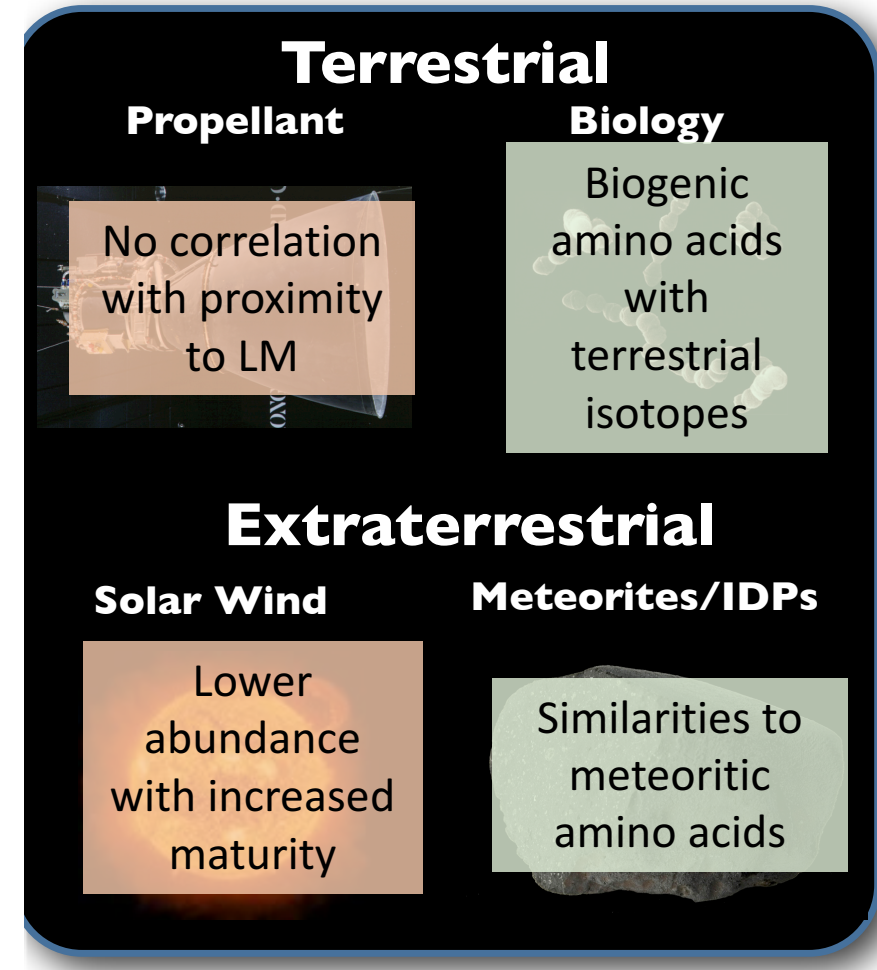 Terrestrial
Propellant
Biology
No correlation
with proximity
to LM
Biogenic
amino acids
with
terrestrial
isotopes
Extraterrestrial
Solar Wind
Meteorites/IDPs
Lower
abundance
with increased
maturity
Similarities to
meteoritic
amino acids